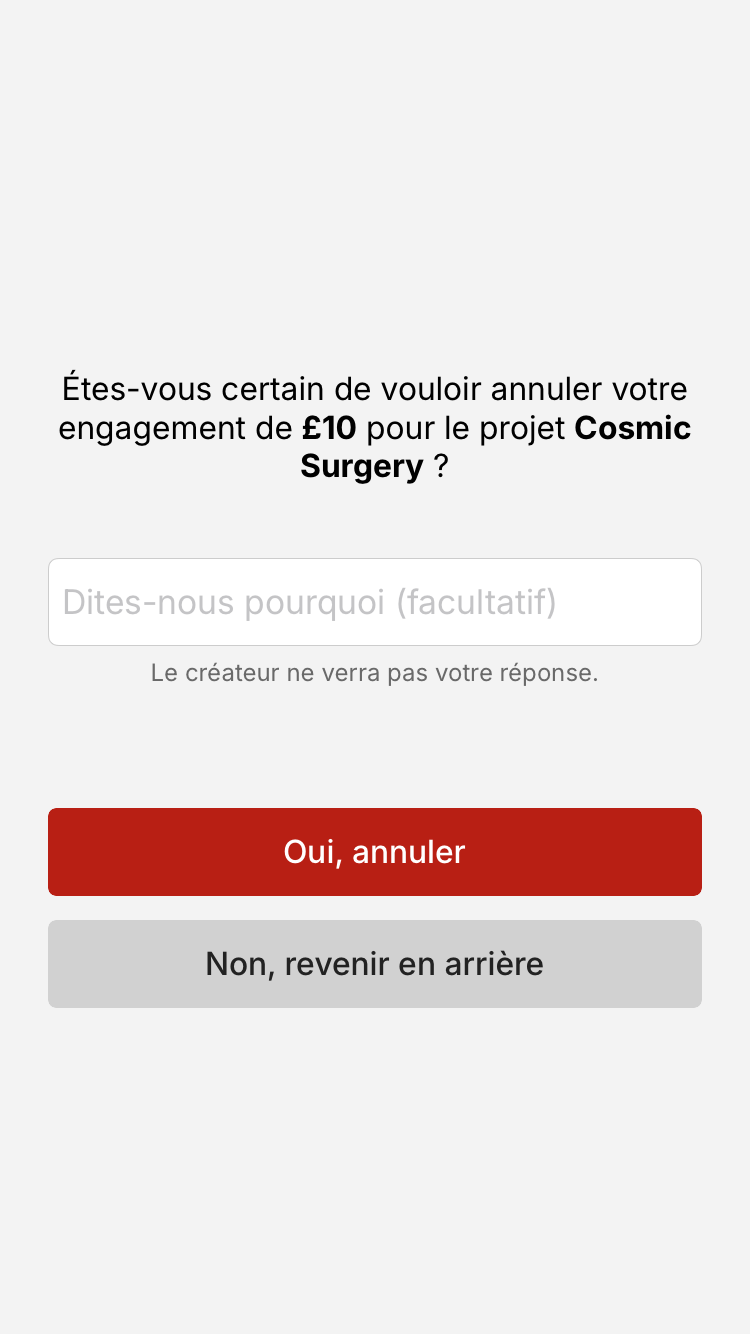 Étes-vous certain de vouloir annuler votre
engagement de £10 pour le projet Cosmic
Surgery ?
Dites-nous pourquoi (facultatif)
Le créateur ne verra pas votre réponse.
Oui, annuler
Non, revenir en arrière